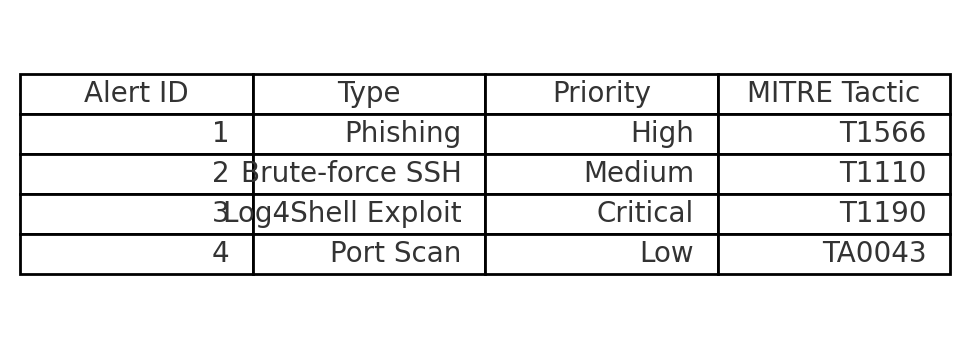 Alert ID Type Priority MITRE Tactic
1 Phishing High T1566
2 Brute-force SSH Medium T1110
3 Log4Shell Exploit Critical T1190
4 Port Scan Low TA0043